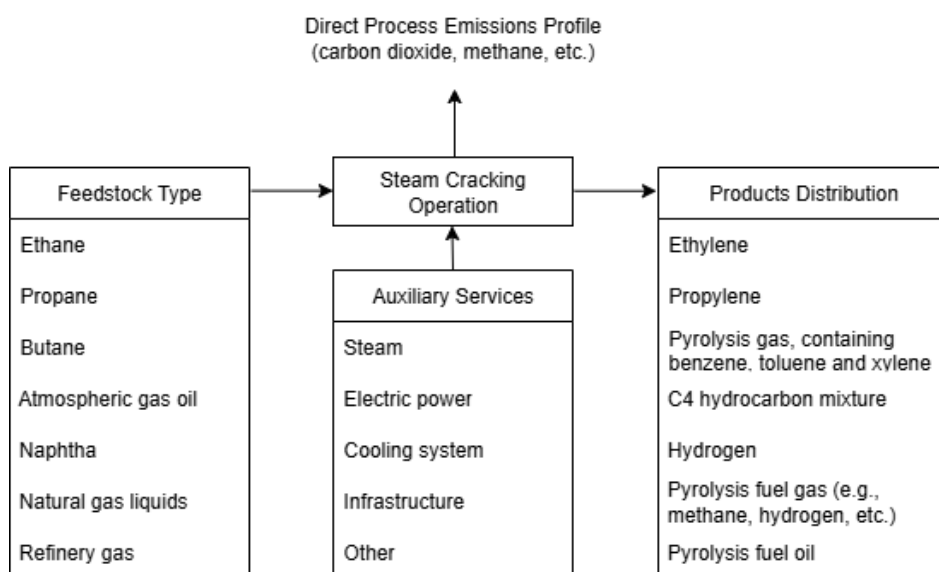 Direct Process Emissions Profile
(carbon dioxide, methane, etc.)
Feedstock Type
Ethane
Propane
Butane
Atmospheric gas oil
Naphtha
Natural gas liquids
Refinery gas
Steam Cracking
Operation
Auxiliary Services
Steam
Electric power
Cooling system
Infrastructure
Other
Products Distribution
Ethylene
Propylene
Pyrolysis gas, containing
benzene, toluene and xylene
C4 hydrocarbon mixture
Hydrogen
Pyrolysis fuel gas (e.g.,
methane, hydrogen, etc.)
Pyrolysis fuel oil